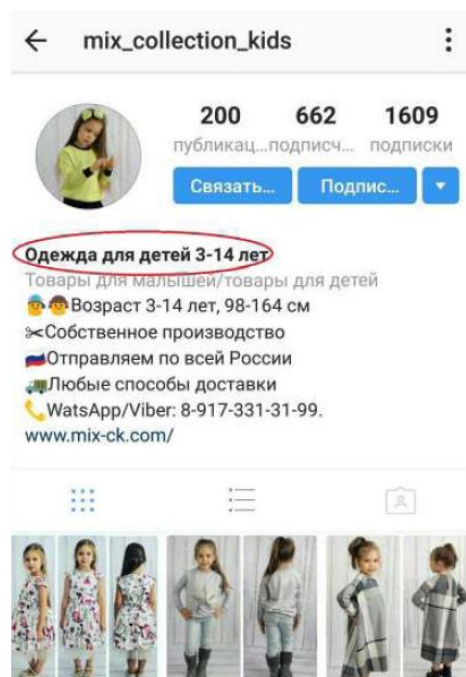 mix_collection_kids
200 662 1609
публикац... подписч... подписки
Связать... Подпис...
Одежда для детей 3-14 лет
Товары для малышей/товары для детей
Возраст 3-14 лет, 98-164 см
Собственное производство
Отправляем по всей России
Любые способы доставки
WatsApp/Viber: 8-917-331-31-99.
www.mix-ck.com/